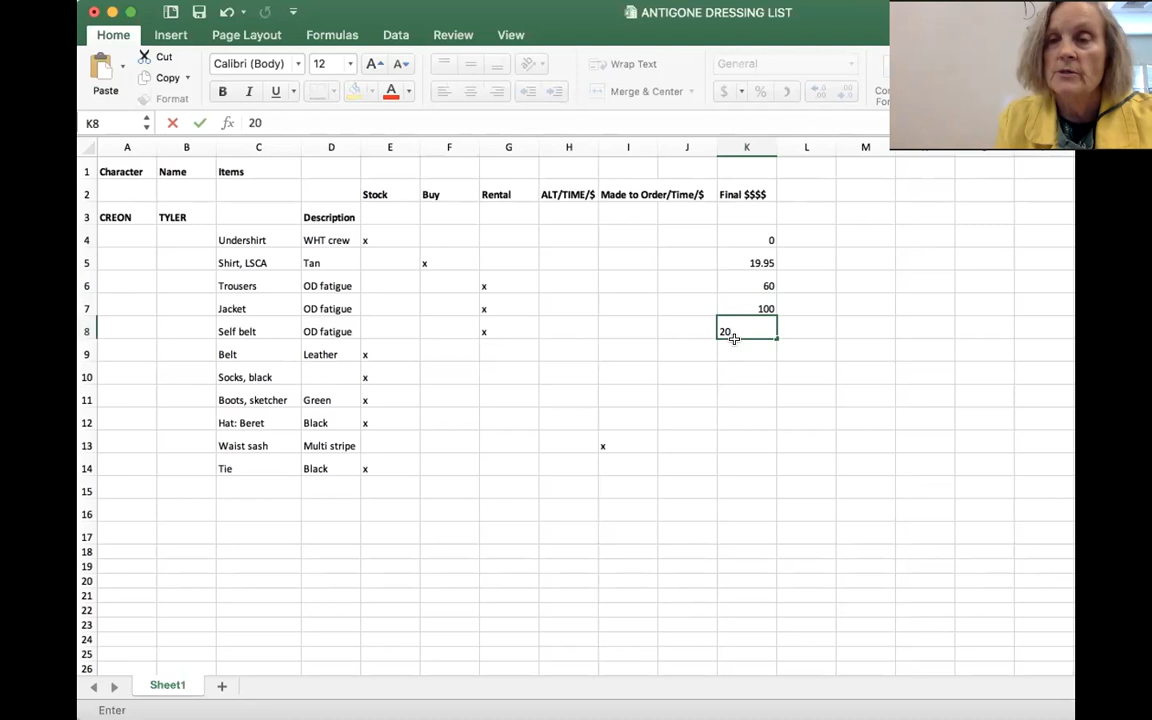 ANTIGONE DRESSING LIST
Home Insert Page Layout Formulas Data Review View
Paste Cut Copy Format Calibri (Body) 12 A A B I U A Wrap Text Merge & Center General $ % Con
Form
K8 fx 20
A B C D E F G H I J K L M
1 Character Name Items
2 Stock Buy Rental ALT/TIME/$ Made to Order/Time/$ Final $$$$
3 CREON TYLER Description
4 Undershirt WHT crew x 0
5 Shirt, LSCA Tan x 19.95
6 Trousers OD fatigue x 60
7 Jacket OD fatigue x 100
8 Self belt OD fatigue x 20
9 Belt Leather x
10 Socks, black x
11 Boots, sketcher Green x
12 Hat: Beret Black x
13 Waist sash Multi stripe x
14 Tie Black x
15
16
17
18
19
20
21
22
23
24
25
26
Sheet1
Enter